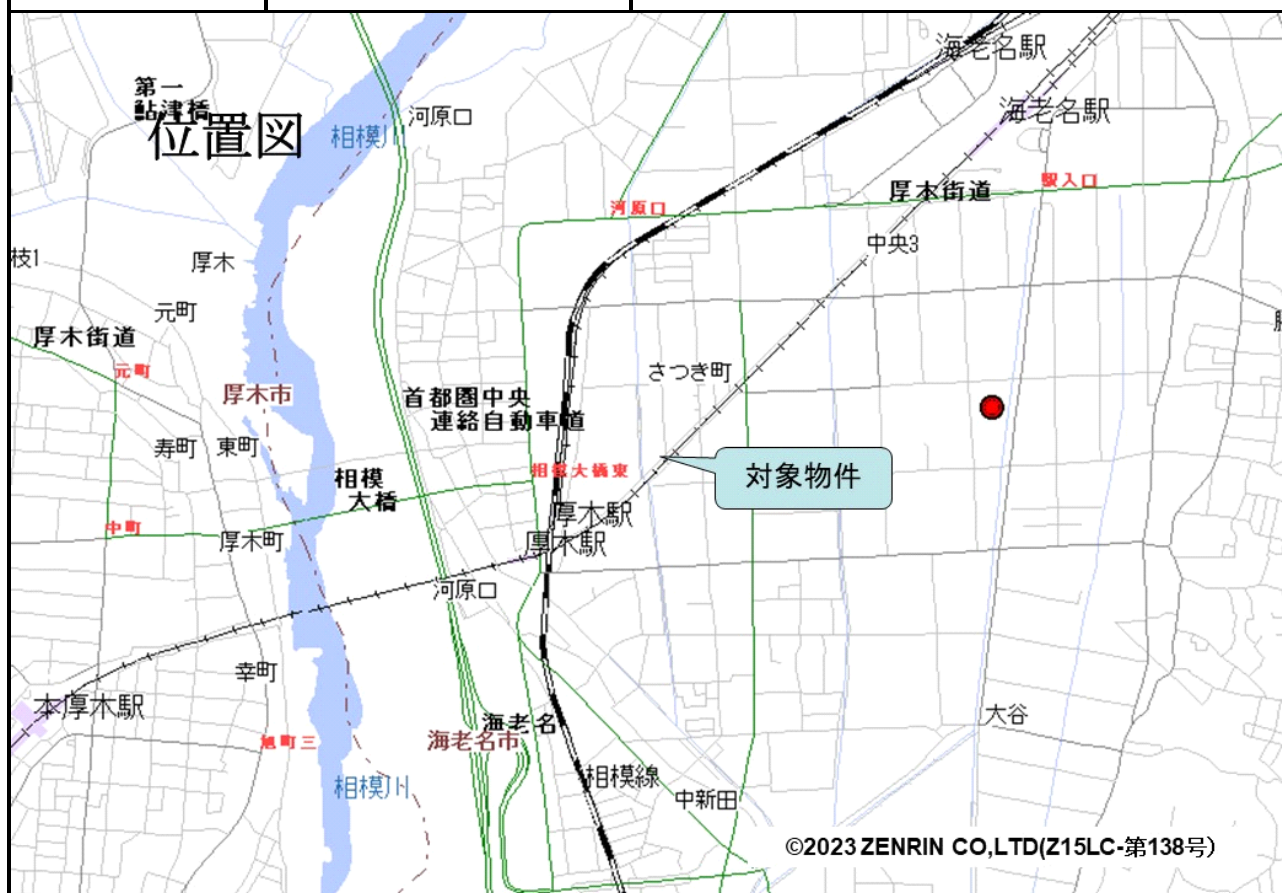 海老名駅
第一
鮎津橋
位置図
相模川
河原口
海老名駅
厚木街道
駅入口
河原口
中央3
枝1
厚木
元町
厚木街道
元町
さつき町
厚木市
首都圏中央
連絡自動車道
寿町
東町
相模大橋東
対象物件
相模
大橋
中町
厚木町
厚木駅
厚木駅
河原口
幸町
本厚木駅
大谷
旭町三
海老名
海老名市
相模線
相模川
中新田
©2023 ZENRIN CO,LTD(Z15LC-第138号)